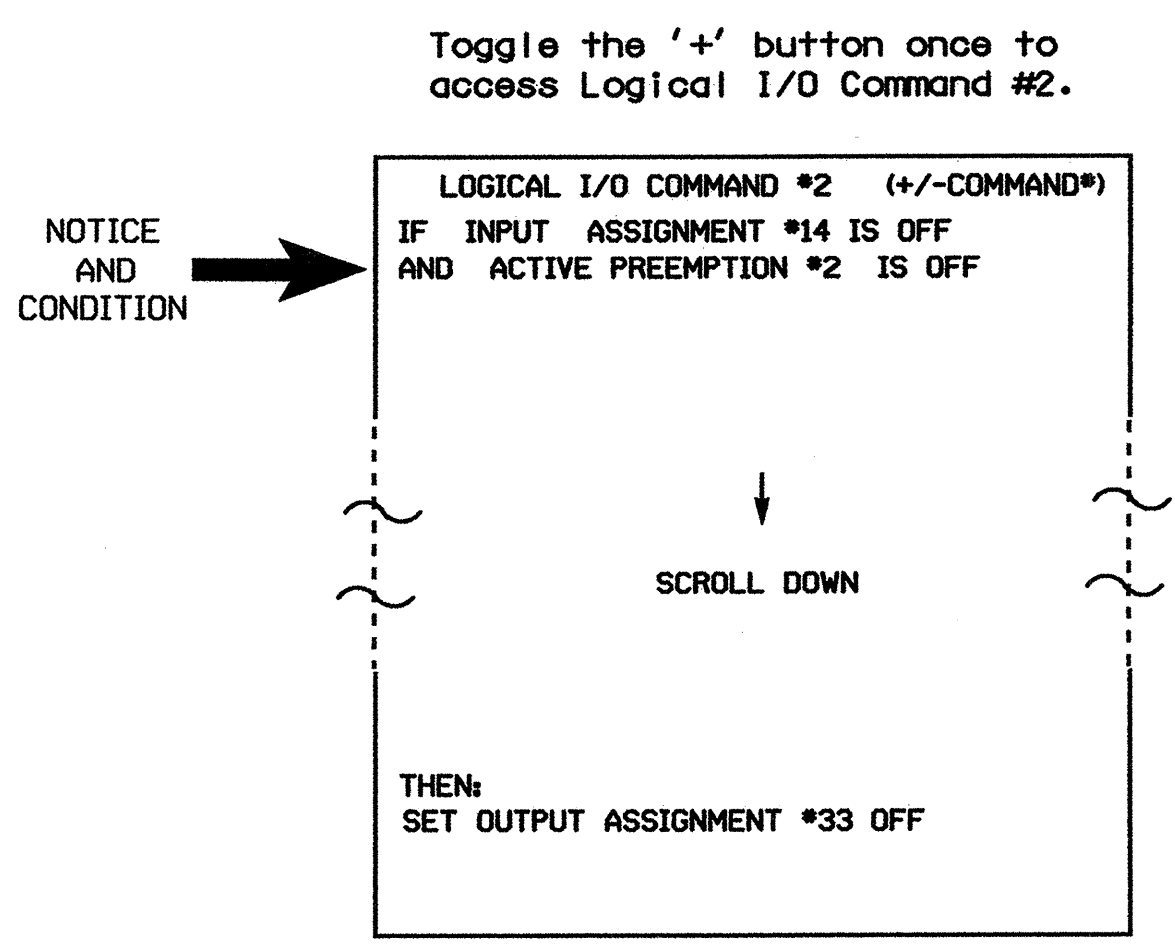 Toggle the '+' button once to
access Logical I/O Command #2.
LOGICAL I/O COMMAND #2 (+/-COMMAND#)
NOTICE
AND
CONDITION
IF INPUT ASSIGNMENT #14 IS OFF
AND ACTIVE PREEMPTION #2 IS OFF
SCROLL DOWN
THEN:
SET OUTPUT ASSIGNMENT #33 OFF